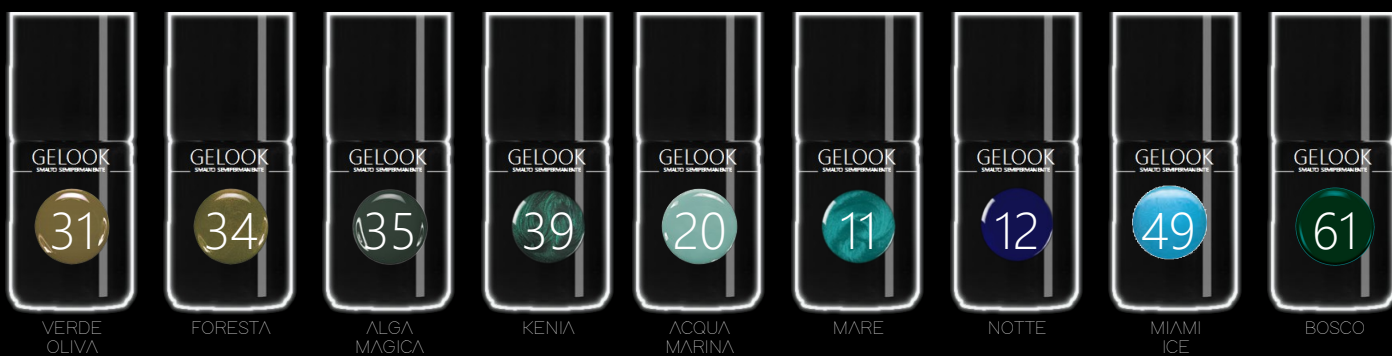 GELOOK
SMALTO SEMIPERMANENTE
31
VERDE
OLIVA
GELOOK
SMALTO SEMIPERMANENTE
34
FORESTA
GELOOK
SMALTO SEMIPERMANENTE
35
ALGA
MAGICA
GELOOK
SMALTO SEMIPERMANENTE
39
KENIA
GELOOK
SMALTO SEMIPERMANENTE
20
ACQUA
MARINA
GELOOK
SMALTO SEMIPERMANENTE
11
MARE
GELOOK
SMALTO SEMIPERMANENTE
12
NOTTE
GELOOK
SMALTO SEMIPERMANENTE
49
MIAMI
ICE
GELOOK
SMALTO SEMIPERMANENTE
61
BOSCO